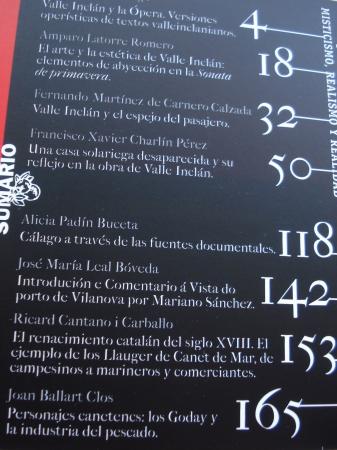 Valle Inclán y la Ópera. Versiones
operísticas de textos valleinclanianos.
4
Amparo Latorre Romero
El arte y la estética de Valle Inclán:
elementos de abyección en la Sonata
de primavera.
18
Fernando Martínez de Carnero Calzada
Valle Inclán y el espejo del pasajero.
32
Francisco Xavier Charlín Pérez
Una casa solariega desaparecida y su
reflejo en la obra de Valle Inclán.
50
MISTICISMO, REALISMO Y REALIDAD
SUMARIO
Alicia Padín Buceta
Cálago a través de las fuentes documentales.
118
José María Leal Bóveda
Introdución e Comentario á Vista do
porto de Vilanova por Mariano Sánchez.
142
Ricard Cantano i Carballo
El renacimiento catalán del siglo XVIII. El
ejemplo de los Llauger de Canet de Mar, de
campesinos a marineros y comerciantes.
153
Joan Ballart Clos
Personajes canetenes: los Goday y
la industria del pescado.
165